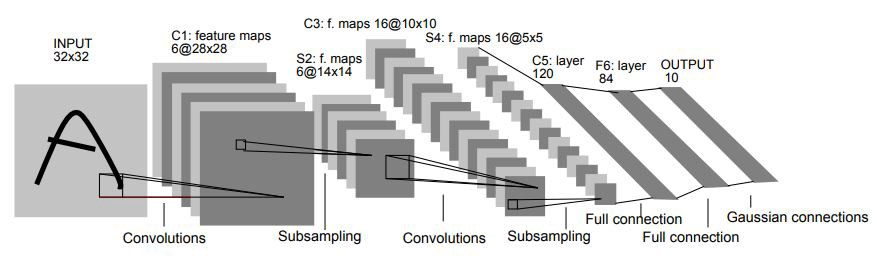 INPUT
32x32
C1: feature maps
6@28x28
S2: f. maps
6@14x14
C3: f. maps 16@10x10
S4: f. maps 16@5x5
C5: layer
120
F6: layer
84
OUTPUT
10
Convolutions
Subsampling
Convolutions
Subsampling
Full connection
Full connection
Gaussian connections